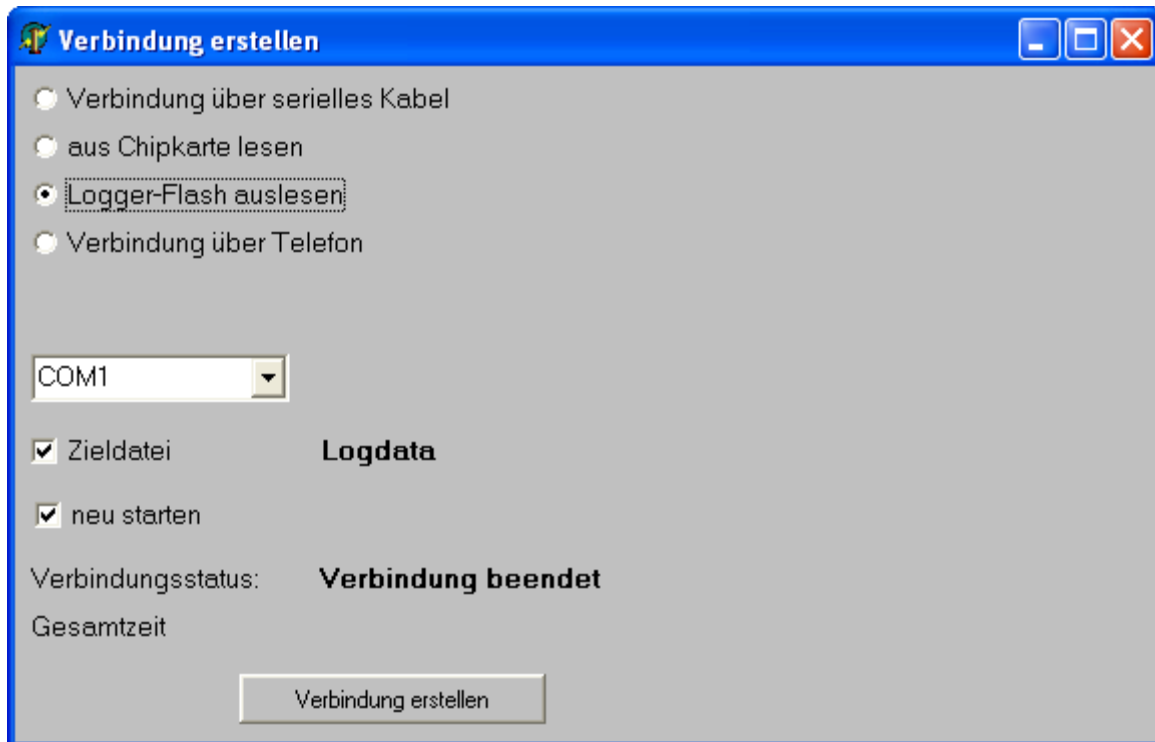 Verbindung erstellen
Verbindung über serielles Kabel
aus Chipkarte lesen
Logger-Flash auslesen
Verbindung über Telefon
COM1
Zieldatei Logdata
neu starten
Verbindungsstatus: Verbindung beendet
Gesamtzeit
Verbindung erstellen